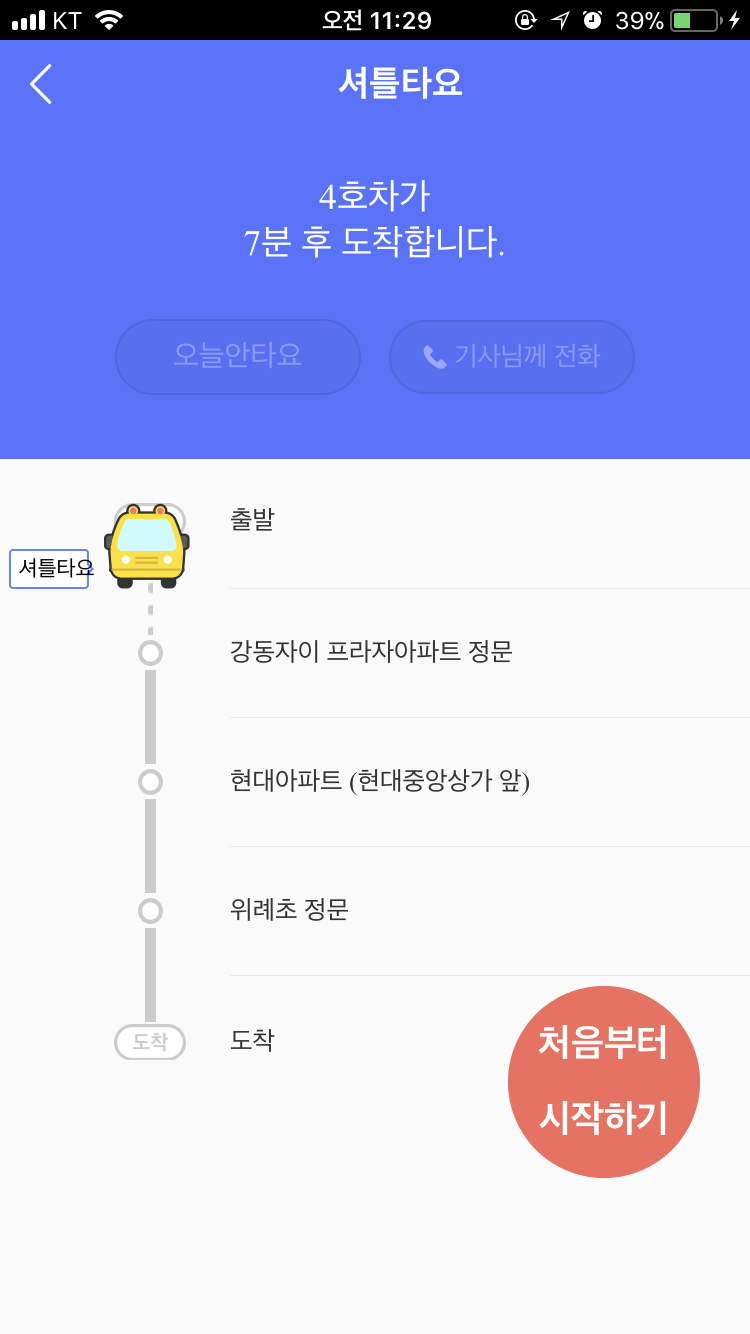 KT 오전 11:29 39%
셔틀타요
4호차가
7분 후 도착합니다.
오늘안타요
기사님께 전화
출발
셔틀타요
강동자이 프라자아파트 정문
현대아파트 (현대중앙상가 앞)
위례초 정문
도착 도착
처음부터
시작하기